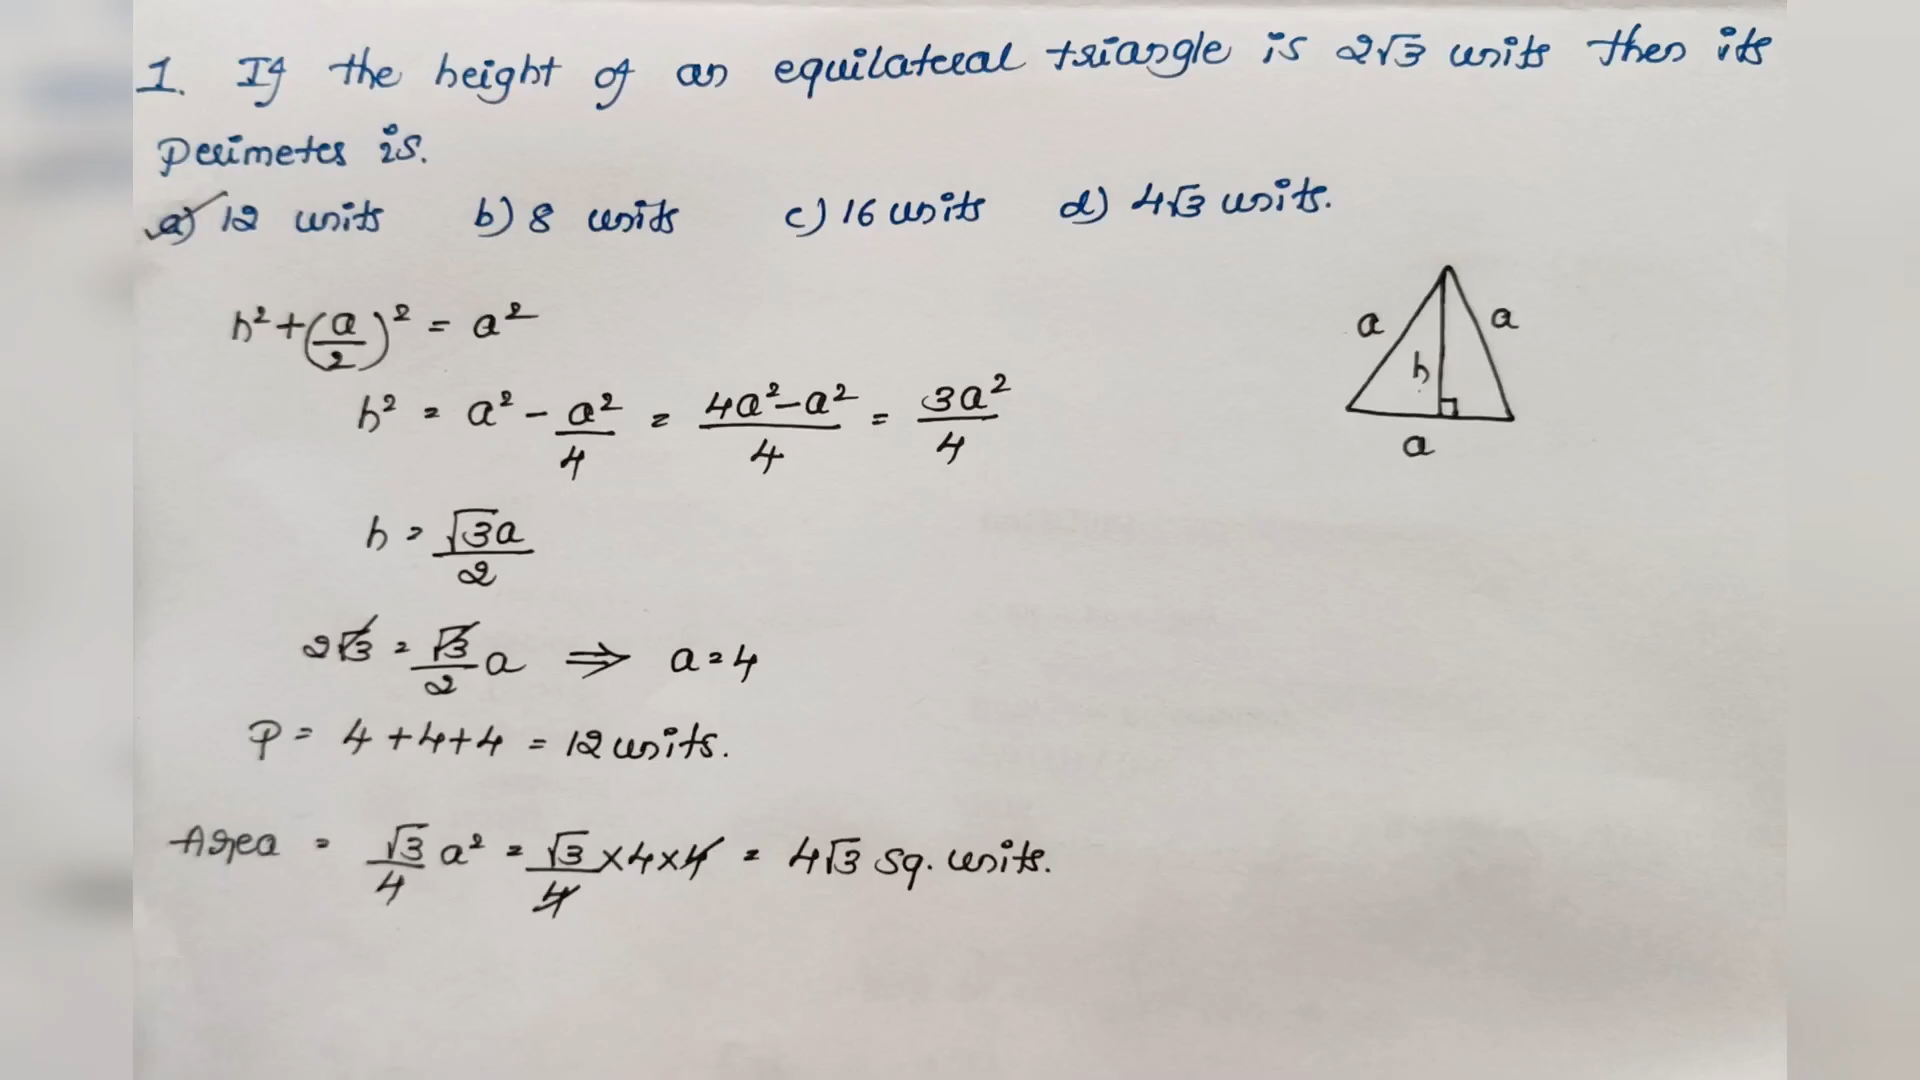 1. If the height of an equilateral triangle is 2√3 units then its
Perimeter is.
a) 12 units b) 8 units c) 16 units d) 4√3 units.
h² + (a/2)² = a²
h² = a² - a²/4 = (4a² - a²)/4 = 3a²/4
h = √3a/2
2√3 = √3/2 a ⇒ a = 4
P = 4 + 4 + 4 = 12 units.
Area = √3/4 a² = √3/4 × 4 × 4 = 4√3 sq. units.
a
a
h
a